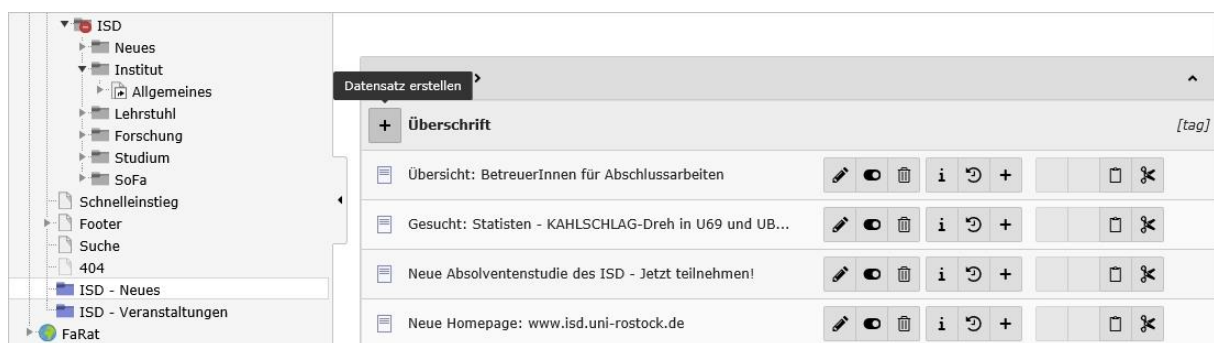 ISD
Neues
Institut
Allgemeines
Lehrstuhl
Forschung
Studium
SoFa
Schnelleinstieg
Footer
Suche
404
ISD - Neues
ISD - Veranstaltungen
FaRat
Datensatz erstellen
Überschrift [tag]
Übersicht: BetreuerInnen für Abschlussarbeiten
Gesucht: Statisten - KAHLSCHLAG-Dreh in U69 und UB...
Neue Absolventenstudie des ISD - Jetzt teilnehmen!
Neue Homepage: www.isd.uni-rostock.de